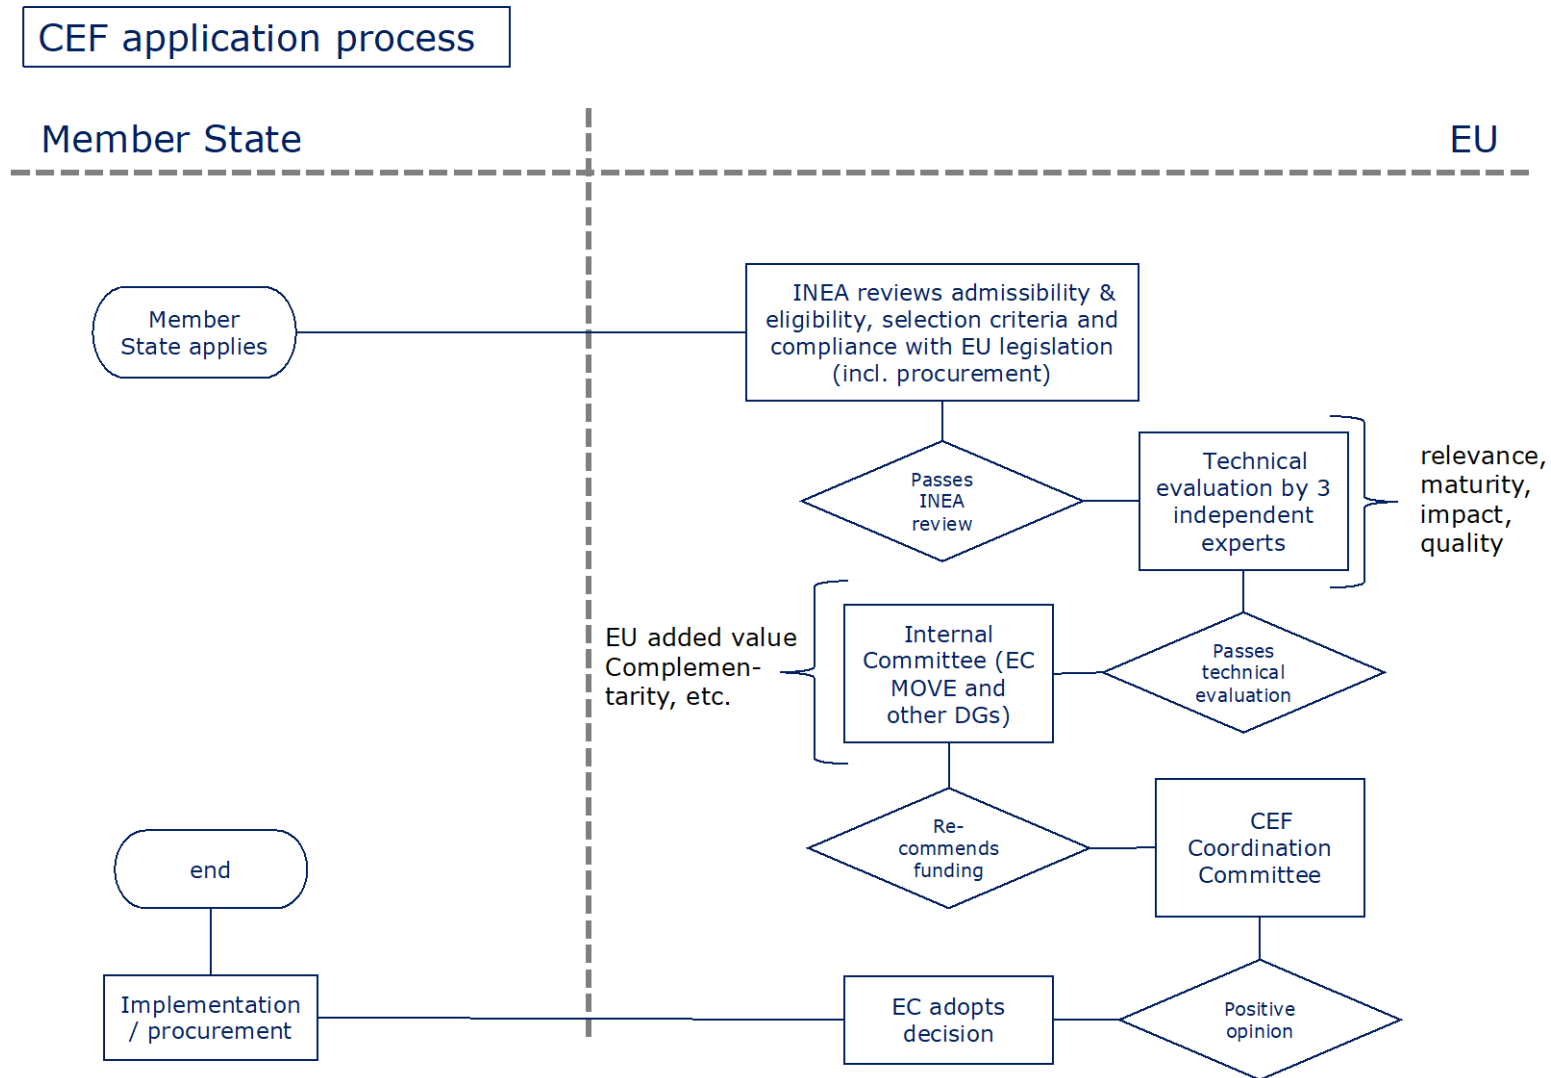 CEF application process
Member State
EU
Member
State applies
INEA reviews admissibility &
eligibility, selection criteria and
compliance with EU legislation
(incl. procurement)
Passes
INEA
review
Technical
evaluation by 3
independent
experts
relevance,
maturity,
impact,
quality
Passes
technical
evaluation
Internal
Committee (EC
MOVE and
other DGs)
EU added value
Complemen-
tarity, etc.
Re-
commends
funding
CEF
Coordination
Committee
Positive
opinion
EC adopts
decision
Implementation
/ procurement
end